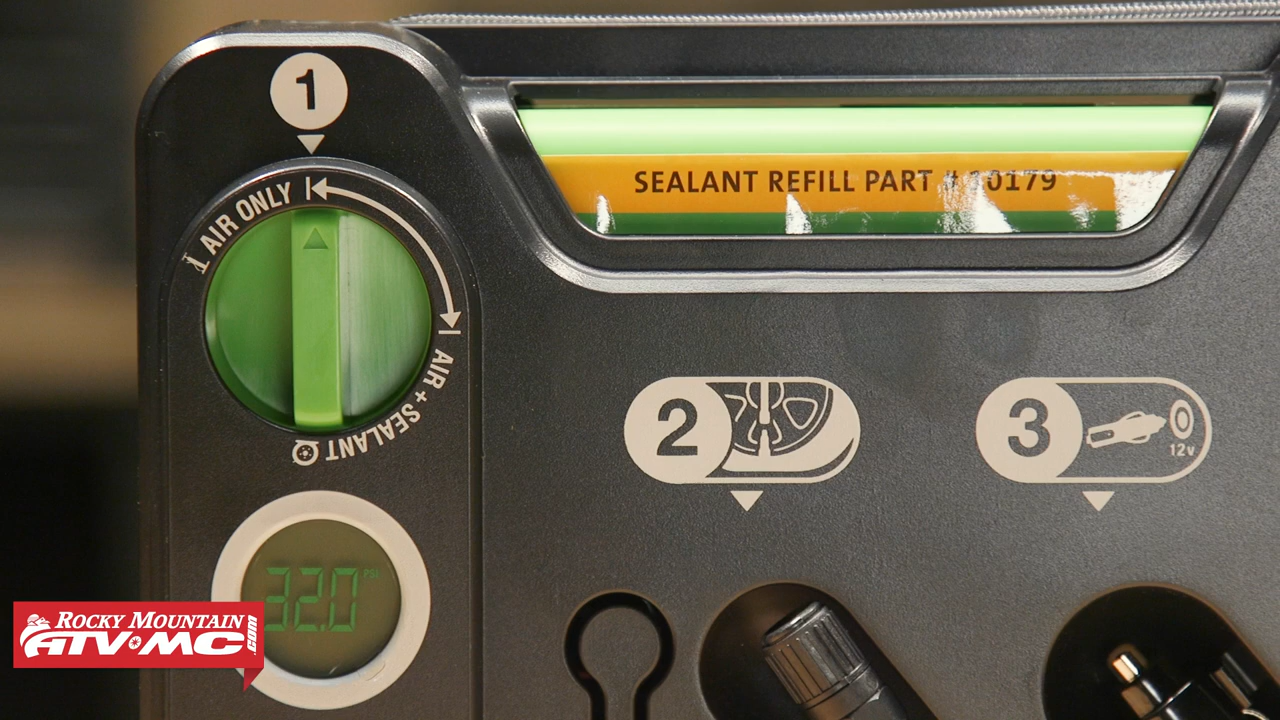 1
AIR ONLY
AIR + SEALANT
SEALANT REFILL PART # 10179
2
3
12v
32.0 PSI
ROCKY MOUNTAIN
ATV MC.com